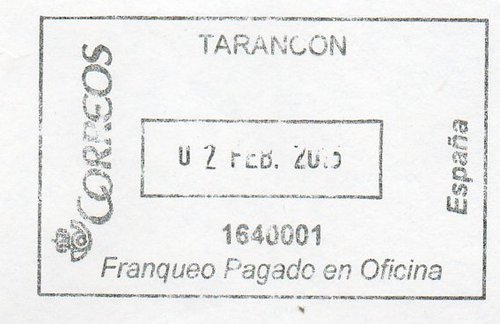 TARANCON
CORREOS
02 FEB.
España
1640001
Franqueo Pagado en Oficina